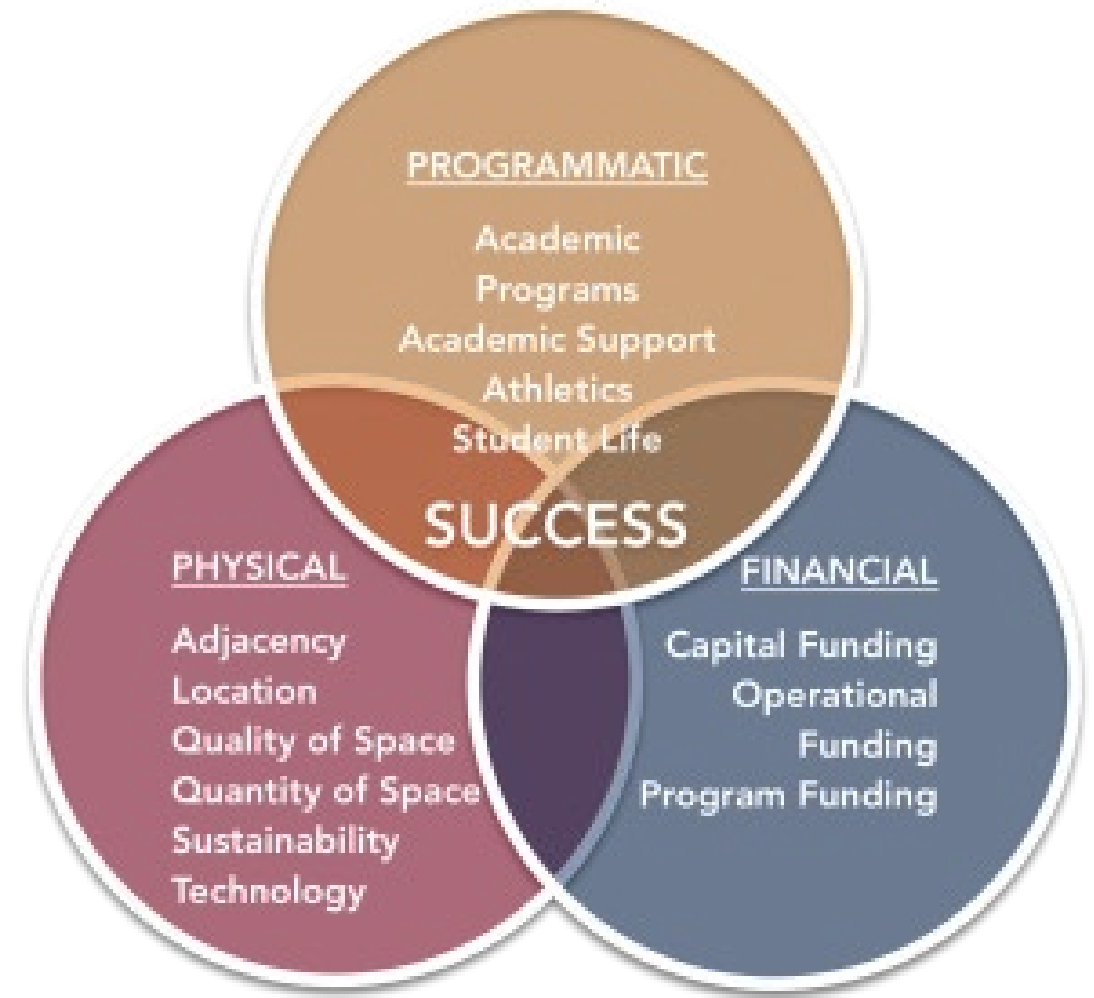 PROGRAMMATIC
Academic
Programs
Academic Support
Athletics
Student Life
SUCCESS
PHYSICAL
Adjacency
Location
Quality of Space
Quantity of Space
Sustainability
Technology
FINANCIAL
Capital Funding
Operational
Funding
Program Funding